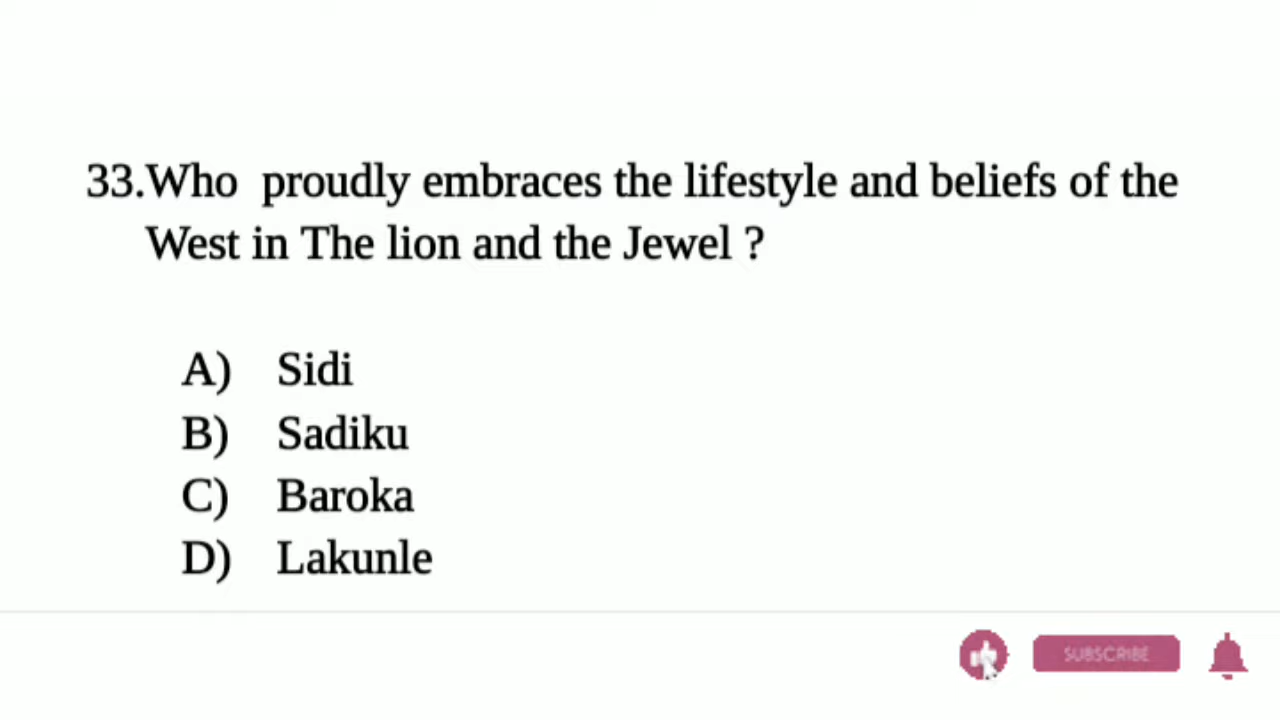 33.Who proudly embraces the lifestyle and beliefs of the
West in The lion and the Jewel ?
A) Sidi
B) Sadiku
C) Baroka
D) Lakunle
SUBSCRIBE